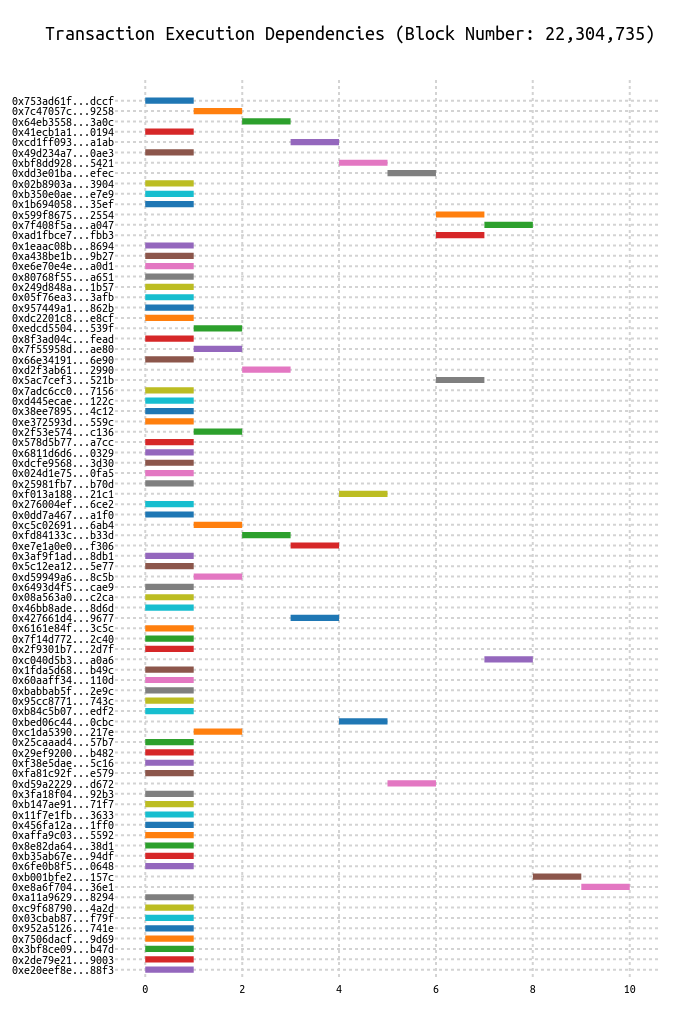 Transaction Execution Dependencies (Block Number: 22,304,735)
0x753ad61f...dccf
0x7c47057c...9258
0x64eb3558...3a0c
0x41ecb1a1...0194
0xcd1ff093...a1ab
0x49d234a7...0ae3
0xbf8dd928...5421
0xdd3e01ba...efec
0x02b8903a...3904
0xb350e0ae...e7e9
0x1b694058...35ef
0x599f8675...2554
0x7f408f5a...a047
0xad1fbce7...fbb3
0x1eaac08b...8694
0xa438be1b...9b27
0xe6e70e4e...a0d1
0x80768f55...a651
0x249d848a...1b57
0x05f76ea3...3afb
0x957449a1...862b
0xdc2201c8...e8cf
0xedcd5504...539f
0x8f3ad04c...fead
0x7f55958d...ae80
0x66e34191...6e90
0xd2f3ab61...2990
0x5ac7cef3...521b
0x7adc6cc0...7156
0xd445ecae...122c
0x38ee7895...4c12
0xe372593d...559c
0x2f53e574...c136
0x578d5b77...a7cc
0x6811d6d6...0329
0xdcfe9568...3d30
0x024d1e75...0fa5
0x25981fb7...b70d
0xf013a188...21c1
0x276004ef...6ce2
0x0dd7a467...a1f0
0xc5c02691...6ab4
0xfd84133c...b33d
0xe7e1a0e0...f306
0x3af9f1ad...8db1
0x5c12ea12...5e77
0xd59949a6...8c5b
0x6493d4f5...cae9
0x08a563a0...c2ca
0x46bb8ade...8d6d
0x427661d4...9677
0x6161e84f...3c5c
0x7f14d772...2c40
0x2f9301b7...2d7f
0xc040d5b3...a0a6
0x1fda5d68...b49c
0x60aaff34...110d
0xbabbab5f...2e9c
0x95cc8771...743c
0xb84c5b07...edf2
0xbed06c44...0cbc
0xc1da5390...217e
0x25caaad4...57b7
0x29ef9200...b482
0xf38e5dae...5c16
0xfa81c92f...e579
0xd59a2229...d672
0x3fa18f04...92b3
0xb147ae91...71f7
0x11f7e1fb...3633
0x456fa12a...1ff0
0xaffa9c03...5592
0x8e82da64...38d1
0xb35ab67e...94df
0x6fe0b8f5...0648
0xb001bfe2...157c
0xe8a6f704...36e1
0xa11a9629...8294
0xc9f68790...4a2d
0x03cbab87...f79f
0x952a5126...741e
0x7506dacf...9d69
0x3bf8ce09...b47d
0x2de79e21...9003
0xe20eef8e...88f3
0 2 4 6 8 10